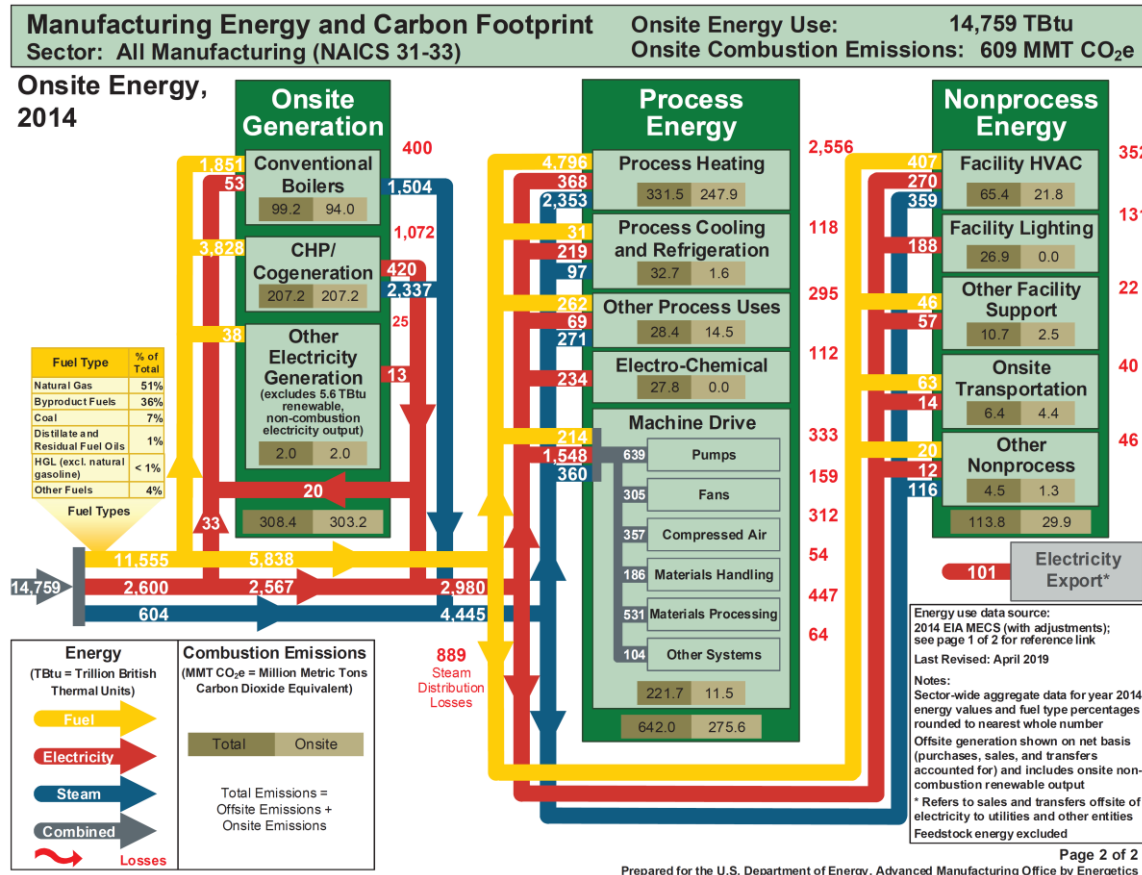 Manufacturing Energy and Carbon Footprint
Sector: All Manufacturing (NAICS 31-33)
Onsite Energy Use: 14,759 TBtu
Onsite Combustion Emissions: 609 MMT CO₂e
Onsite Energy,
2014
Onsite
Generation
400
1,851
53
Conventional
Boilers
1,504
99.2 94.0
1,072
3,828
CHP/
Cogeneration
420
2,337
207.2 207.2
25
38
Other
Electricity
Generation
(excludes 5.6 TBtu
renewable,
non-combustion
electricity output)
13
2.0 2.0
20
33
308.4 303.2
Fuel Type
% of
Total
Natural Gas 51%
Byproduct Fuels 36%
Coal 7%
Distillate and
Residual Fuel Oils 1%
HGL (excl. natural
gasoline) < 1%
Other Fuels 4%
Fuel Types
14,759
11,555 5,838
2,600 2,567 2,980
604 4,445
889
Steam
Distribution
Losses
Process
Energy
2,556
4,796
368
2,353
Process Heating
331.5 247.9
118
31
219
97
Process Cooling
and Refrigeration
32.7 1.6
295
262
69
271
Other Process Uses
28.4 14.5
112
234
Electro-Chemical
27.8 0.0
Machine Drive
214
1,548
360
333
639 Pumps
159
305 Fans
312
357 Compressed Air
54
186 Materials Handling
447
531 Materials Processing
64
104 Other Systems
221.7 11.5
642.0 275.6
Nonprocess
Energy
352
407
270
359
Facility HVAC
65.4 21.8
131
188
Facility Lighting
26.9 0.0
22
46
57
Other Facility
Support
10.7 2.5
40
63
14
Onsite
Transportation
6.4 4.4
46
20
12
116
Other
Nonprocess
4.5 1.3
113.8 29.9
101
Electricity
Export*
Energy
(TBtu = Trillion British
Thermal Units)
Fuel
Electricity
Steam
Combined
Losses
Combustion Emissions
(MMT CO₂e = Million Metric Tons
Carbon Dioxide Equivalent)
Total Onsite
Total Emissions =
Offsite Emissions +
Onsite Emissions
Energy use data source:
2014 EIA MECS (with adjustments);
see page 1 of 2 for reference link
Last Revised: April 2019
Notes:
Sector-wide aggregate data for year 2014
energy values and fuel type percentages
rounded to nearest whole number
Offsite generation shown on net basis
(purchases, sales, and transfers
accounted for) and includes onsite non-
combustion renewable output
* Refers to sales and transfers offsite of
electricity to utilities and other entities
Feedstock energy excluded
Page 2 of 2
Prepared for the U.S. Department of Energy, Advanced Manufacturing Office by Energetics